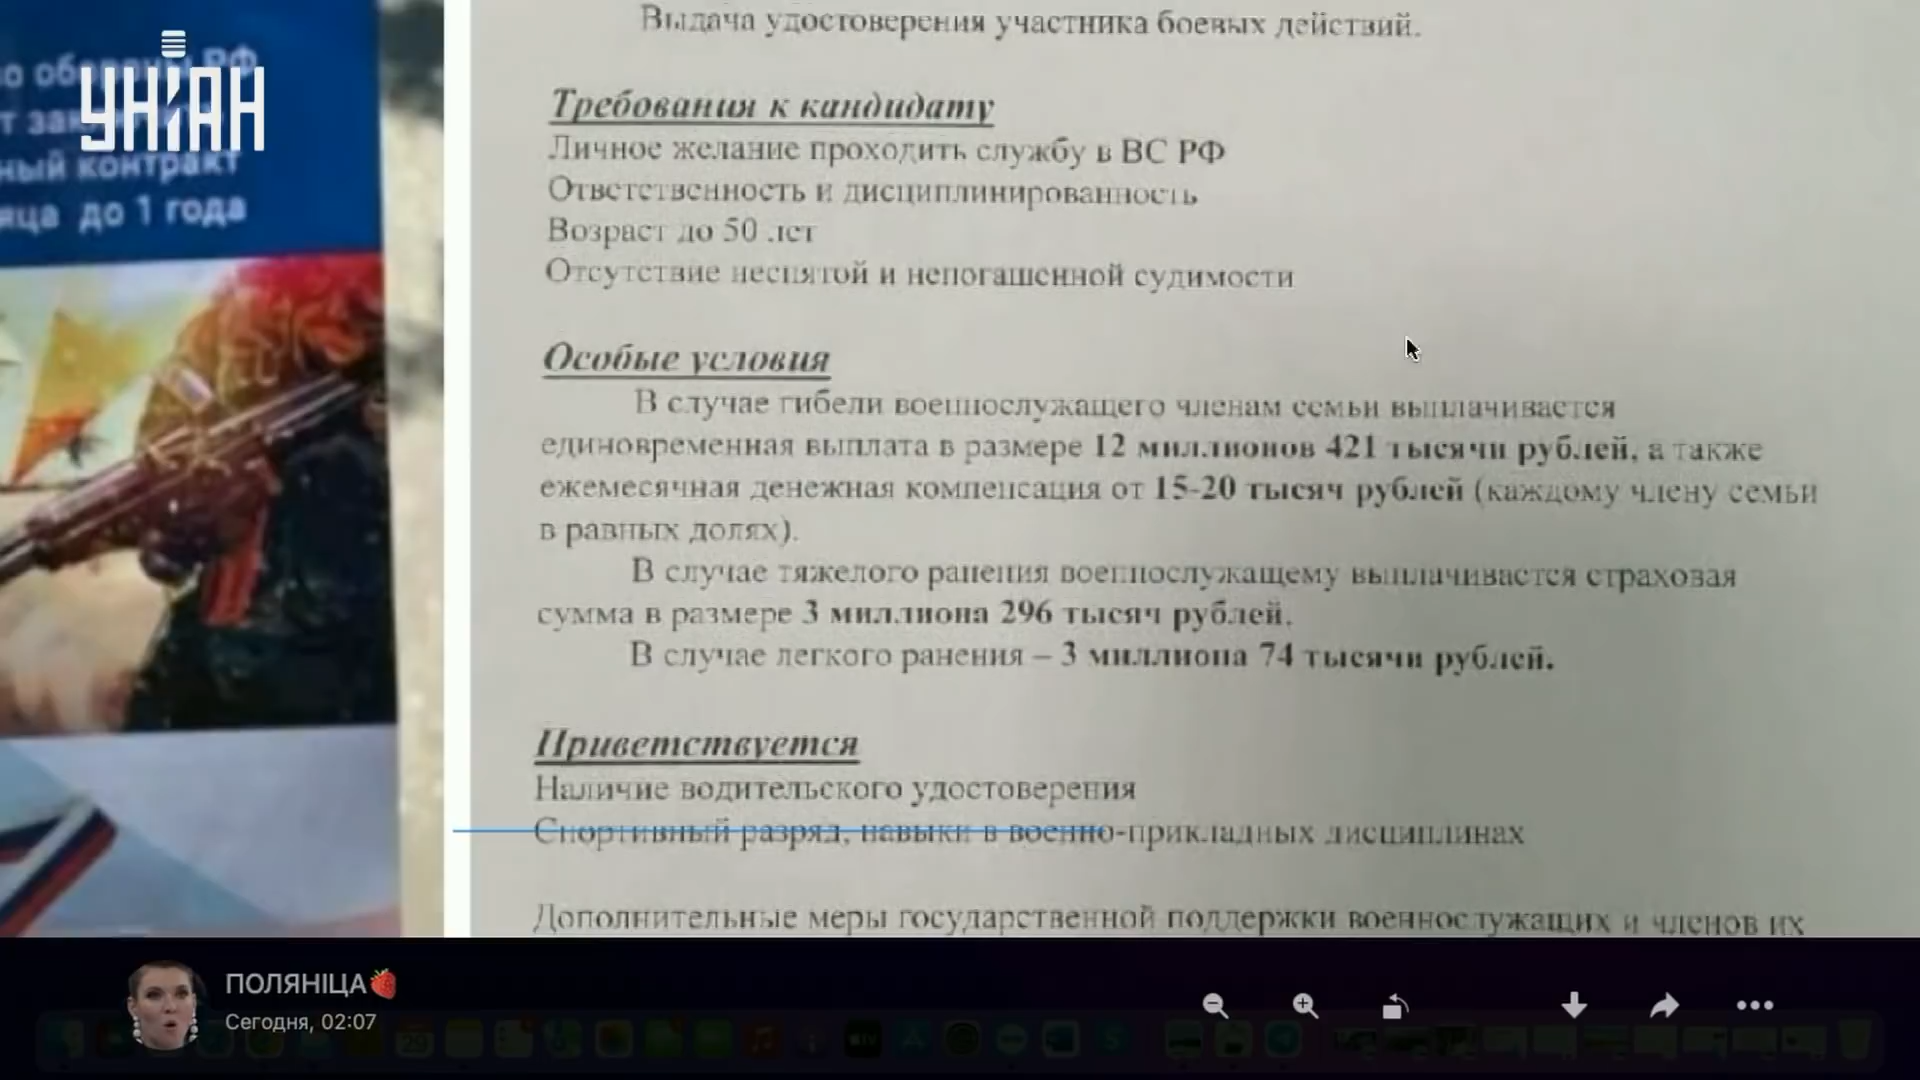 УНІАН
о обороны РФ
ный контракт
яца до 1 года
Выдача удостоверения участника боевых действий.
Требования к кандидату
Личное желание проходить службу в ВС РФ
Ответственность и дисциплинированность
Возраст до 50 лет
Отсутствие неснятой и непогашенной судимости
Особые условия
В случае гибели военнослужащего членам семьи выплачивается
единовременная выплата в размере 12 миллионов 421 тысячи рублей, а также
ежемесячная денежная компенсация от 15-20 тысяч рублей (каждому члену семьи
в равных долях).
В случае тяжелого ранения военнослужащему выплачивается страховая
сумма в размере 3 миллиона 296 тысяч рублей.
В случае легкого ранения – 3 миллиона 74 тысячи рублей.
Приветствуется
Наличие водительского удостоверения
Спортивный разряд, навыки в военно-прикладных дисциплинах
Дополнительные меры государственной поддержки военнослужащих и членов их
ПОЛЯНІЦА🍓
Сегодня, 02:07